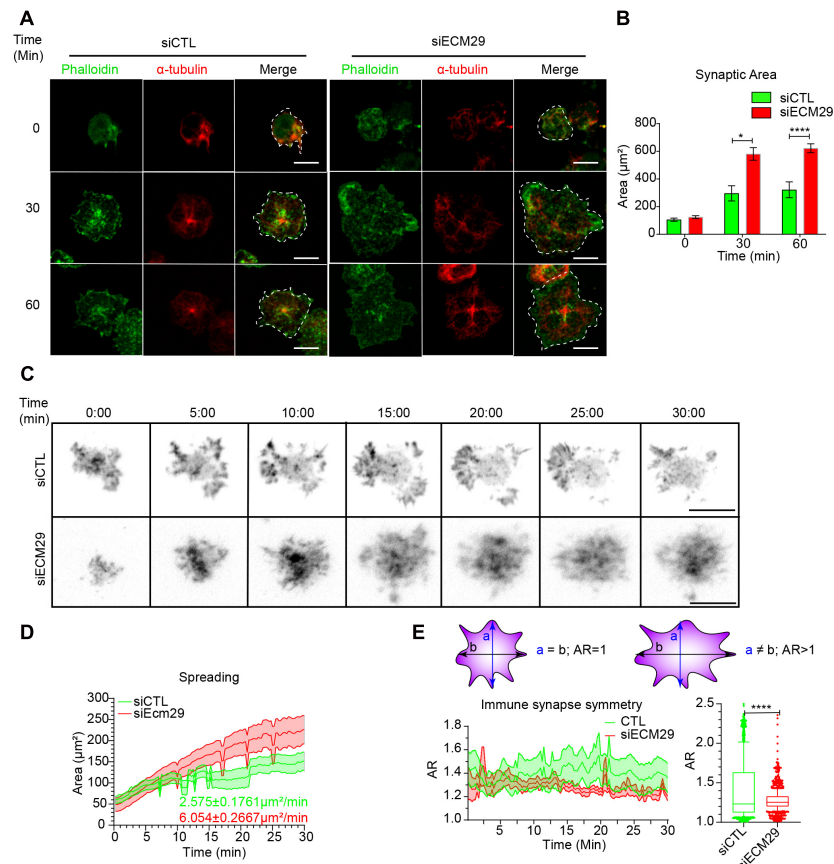 A
Time
(Min)
siCTL
siECM29
Phalloidin
α-tubulin
Merge
Phalloidin
α-tubulin
Merge
0
30
60
B
Synaptic Area
siCTL
siECM29
Area (μm²)
800
600
400
200
0
*
****
0
30
60
Time (min)
C
Time
(min)
0:00
5:00
10:00
15:00
20:00
25:00
30:00
siCTL
siECM29
D
Spreading
siCTL
siEcm29
Area (μm²)
300
250
200
150
100
50
0
2.575±0.1761μm²/min
6.054±0.2667μm²/min
0
5
10
15
20
25
30
Time (min)
E
a
b
a = b; AR=1
a
b
a ≠ b; AR>1
Immune synapse symmetry
CTL
siECM29
AR
1.8
1.6
1.4
1.2
1.0
5
10
15
20
25
30
Time (Min)
AR
2.5
2.0
1.5
1.0
****
siCTL
siECM29